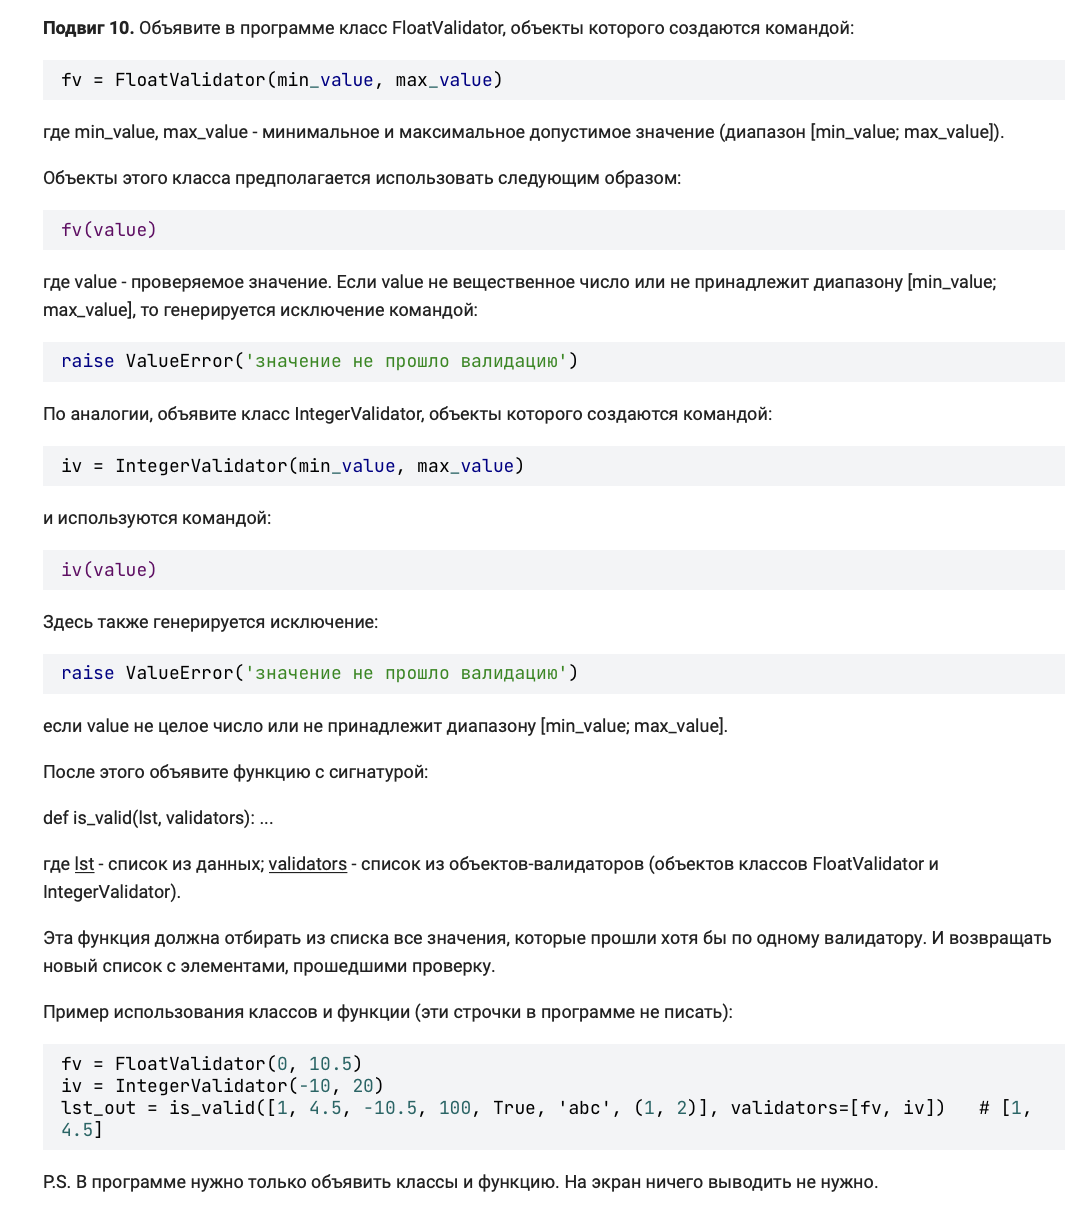 Подвиг 10. Объявите в программе класс FloatValidator, объекты которого создаются командой:
fv = FloatValidator(min_value, max_value)
где min_value, max_value - минимальное и максимальное допустимое значение (диапазон [min_value; max_value]).
Объекты этого класса предполагается использовать следующим образом:
fv(value)
где value - проверяемое значение. Если value не вещественное число или не принадлежит диапазону [min_value;
max_value], то генерируется исключение командой:
raise ValueError('значение не прошло валидацию')
По аналогии, объявите класс IntegerValidator, объекты которого создаются командой:
iv = IntegerValidator(min_value, max_value)
и используются командой:
iv(value)
Здесь также генерируется исключение:
raise ValueError('значение не прошло валидацию')
если value не целое число или не принадлежит диапазону [min_value; max_value].
После этого объявите функцию с сигнатурой:
def is_valid(lst, validators): ...
где lst - список из данных; validators - список из объектов-валидаторов (объектов классов FloatValidator и
IntegerValidator).
Эта функция должна отбирать из списка все значения, которые прошли хотя бы по одному валидатору. И возвращать
новый список с элементами, прошедшими проверку.
Пример использования классов и функции (эти строчки в программе не писать):
fv = FloatValidator(0, 10.5)
iv = IntegerValidator(-10, 20)
lst_out = is_valid([1, 4.5, -10.5, 100, True, 'abc', (1, 2)], validators=[fv, iv])   # [1,
4.5]
P.S. В программе нужно только объявить классы и функцию. На экран ничего выводить не нужно.